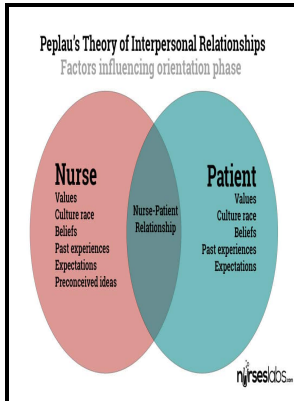 Peplau's Theory of Interpersonal Relationships
Factors influencing orientation phase
Nurse
Values
Culture race
Beliefs
Past experiences
Expectations
Preconceived ideas
Nurse-Patient
Relationship
Patient
Values
Culture race
Beliefs
Past experiences
Expectations
nurseslabs.com